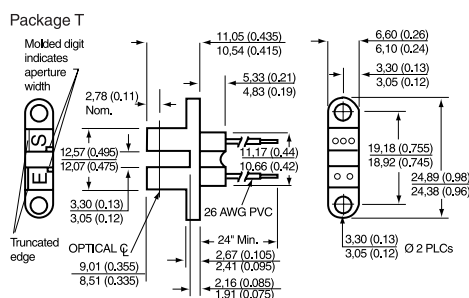 Package T
Molded digit
indicates
aperture
width
11,05 (0.435)
10,54 (0.415)
6,60 (0.26)
6,10 (0.24)
2,78 (0.11)
Nom.
5,33 (0.21)
4,83 (0.19)
3,30 (0.13)
3,05 (0.12)
S
E
12,57 (0.495)
12,07 (0.475)
11,17 (0.44)
10,66 (0.42)
19,18 (0.755)
18,92 (0.745)
24,89 (0.98)
24,38 (0.96)
3,30 (0.13)
3,05 (0.12)
26 AWG PVC
Truncated
edge
OPTICAL ℄
24" Min.
9,01 (0.355)
8,51 (0.335)
2,67 (0.105)
2,41 (0.095)
2,16 (0.085)
1,91 (0.075)
3,30 (0.13)
3,05 (0.12)
Ø 2 PLCs